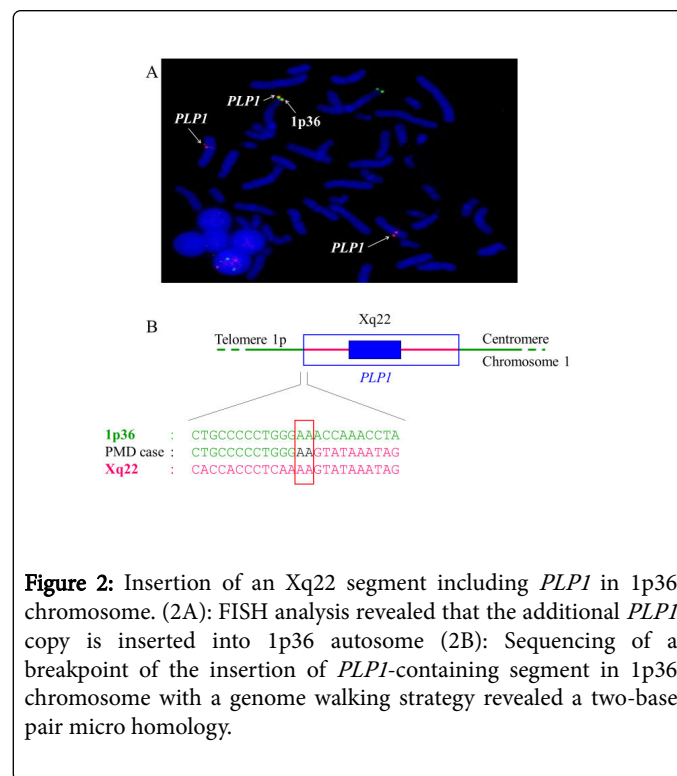 A
PLP1
1p36
PLP1
PLP1
B
Xq22
Telomere 1p
Centromere
Chromosome 1
PLP1
1p36 : CTGCCCCCTGGGAAACCAAACCTA
PMD case : CTGCCCCCTGGGAAGTATAAATAG
Xq22 : CACCACCCTCAAAAGTATAAATAG
Figure 2: Insertion of an Xq22 segment including PLP1 in 1p36
chromosome. (2A): FISH analysis revealed that the additional PLP1
copy is inserted into 1p36 autosome (2B): Sequencing of a
breakpoint of the insertion of PLP1-containing segment in 1p36
chromosome with a genome walking strategy revealed a two-base
pair micro homology.